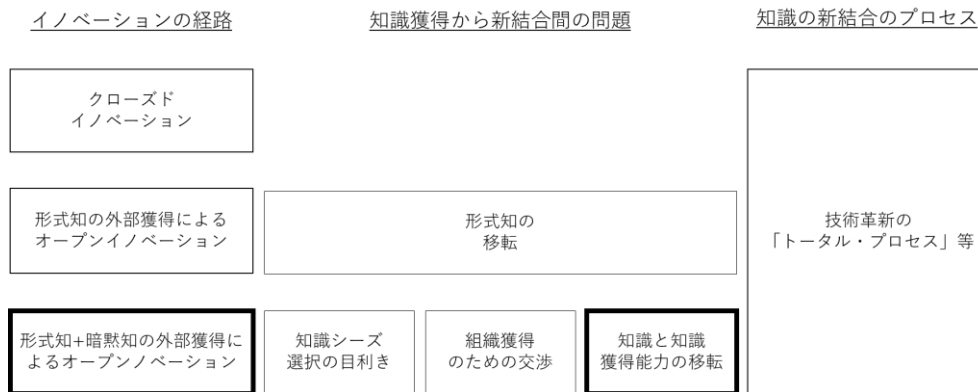 イノベーションの経路
知識獲得から新結合間の問題
知識の新結合のプロセス
クローズド
イノベーション
形式知の外部獲得による
オープンイノベーション
形式知の
移転
技術革新の
「トータル・プロセス」等
形式知+暗黙知の外部獲得に
よるオープンノベーション
知識シーズ
選択の目利き
組織獲得
のための交渉
知識と知識
獲得能力の移転